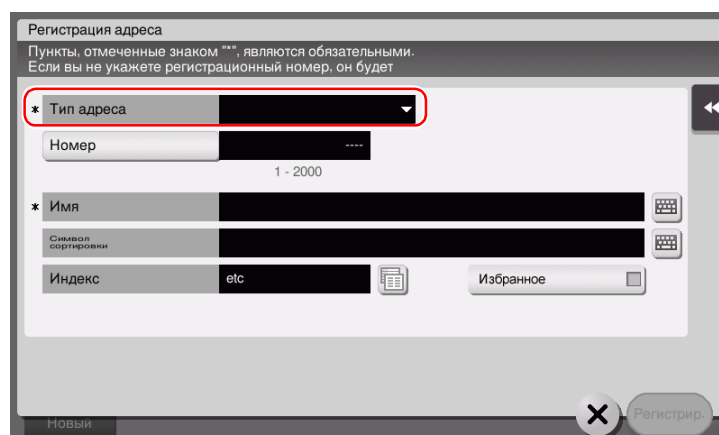 Регистрация адреса
Пункты, отмеченные знаком "*", являются обязательными.
Если вы не укажете регистрационный номер, он будет
* Тип адреса
Номер ----
1 - 2000
* Имя
Символ
сортировки
Индекс etc Избранное
Регистрир.
Новый